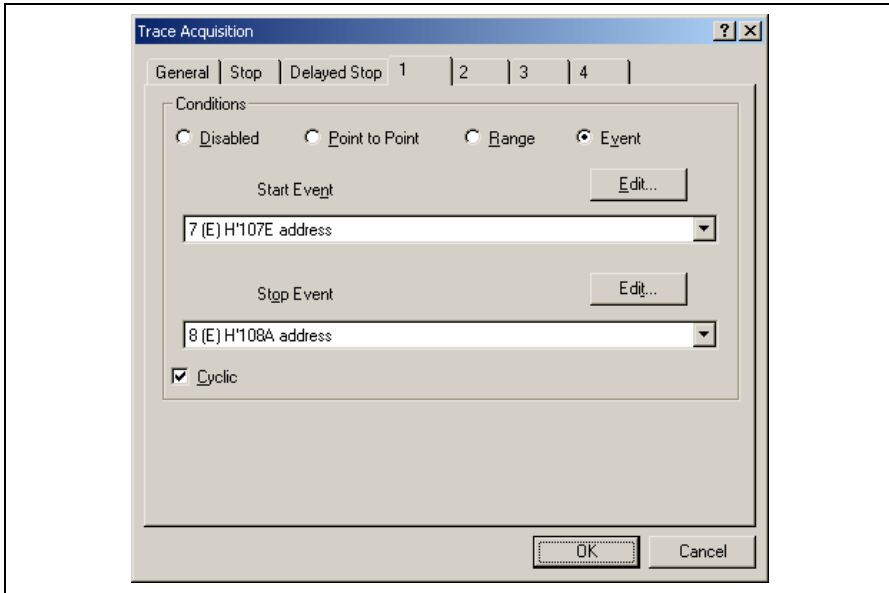 Trace Acquisition
General Stop Delayed Stop 1 2 3 4
Conditions
Disabled Point to Point Range Event
Start Event Edit...
7 (E) H'107E address
Stop Event Edit...
8 (E) H'108A address
Cyclic
OK Cancel